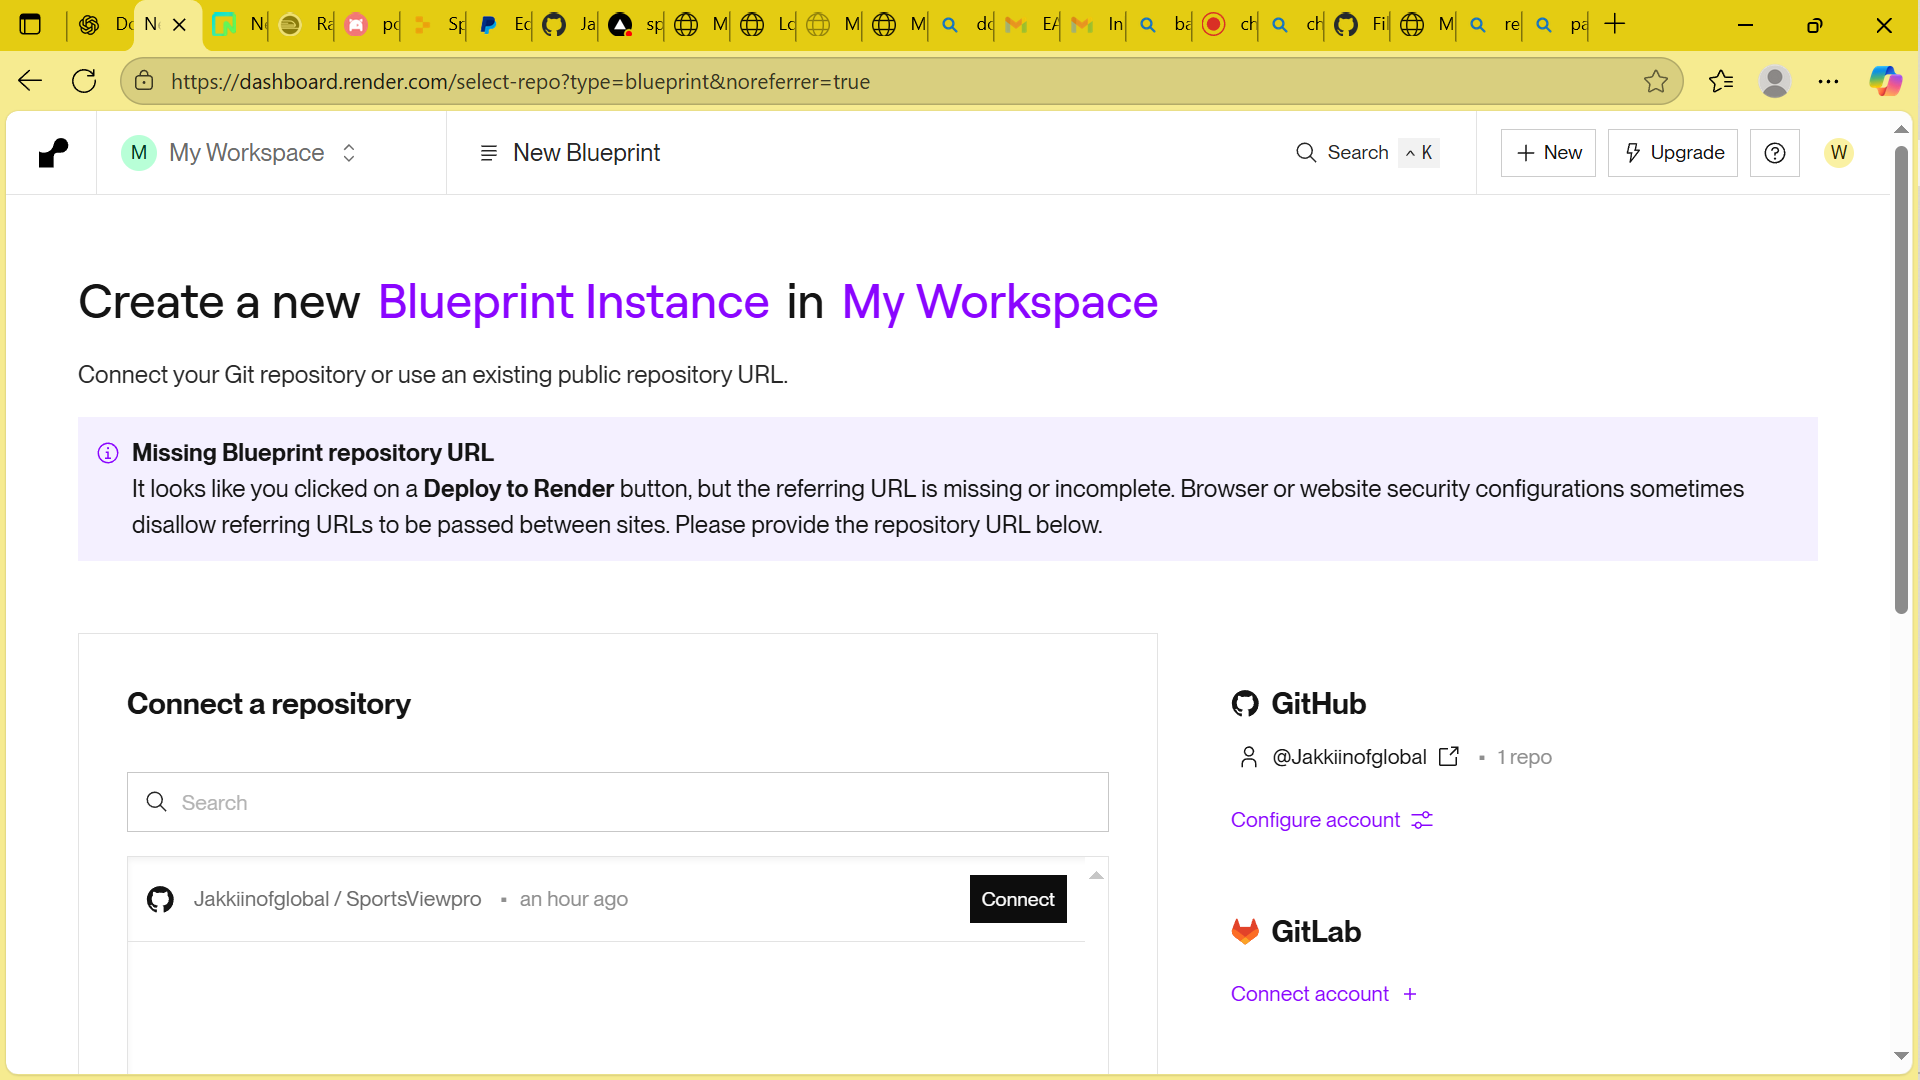 Dc
Ne
Ne
Ra
po
Sp
Ec
Ja
sp
M
Lc
M
M
do
EA
In
ba
ch
ch
Fil
M
re
pa
https://dashboard.render.com/select-repo?type=blueprint&noreferrer=true
M My Workspace
New Blueprint
Search ^ K
New
Upgrade
W
Create a new Blueprint Instance in My Workspace
Connect your Git repository or use an existing public repository URL.
Missing Blueprint repository URL
It looks like you clicked on a Deploy to Render button, but the referring URL is missing or incomplete. Browser or website security configurations sometimes
disallow referring URLs to be passed between sites. Please provide the repository URL below.
Connect a repository
Search
Jakkiinofglobal / SportsViewpro ▪ an hour ago
Connect
GitHub
@Jakkiinofglobal ▪ 1 repo
Configure account
GitLab
Connect account +